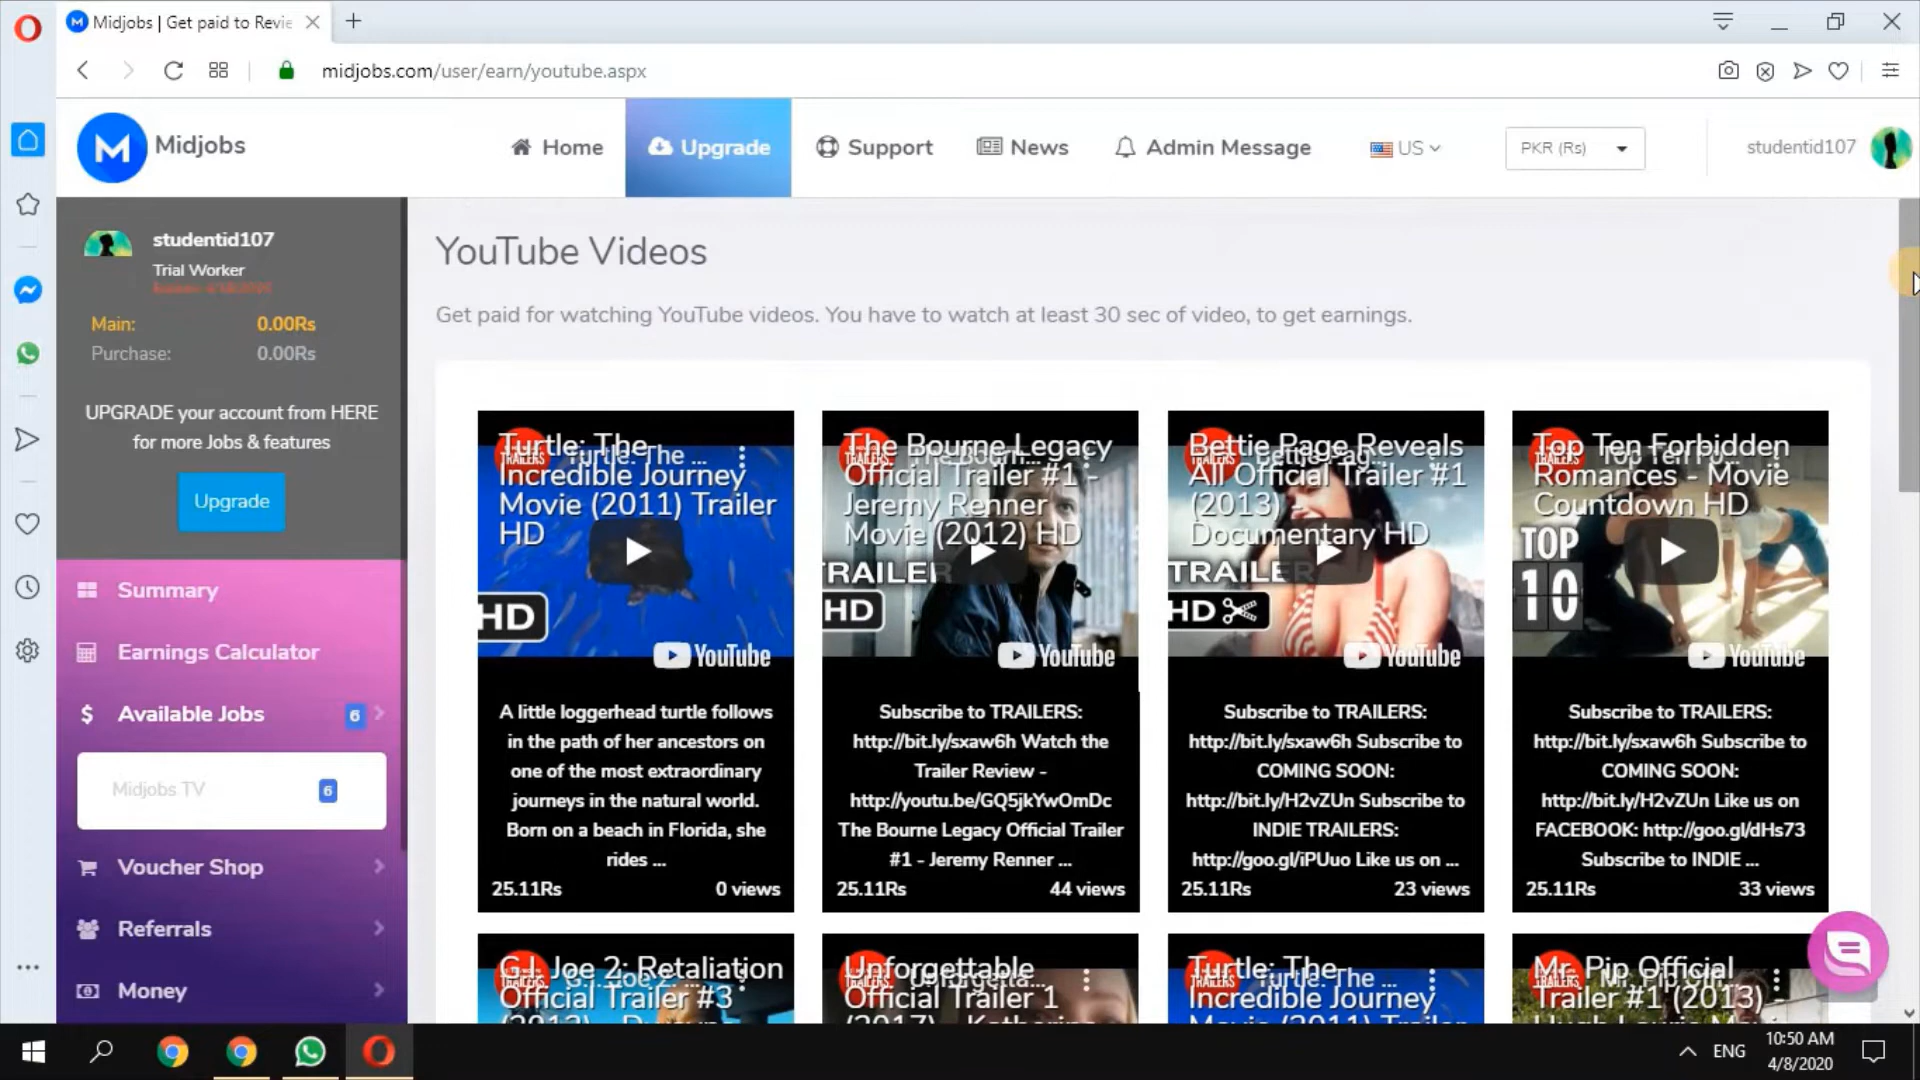 Midjobs | Get paid to Revie
midjobs.com/user/earn/youtube.aspx
M Midjobs
Home
Upgrade
Support
News
Admin Message
US
PKR (Rs)
studentid107
studentid107
Trial Worker
Main: 0.00Rs
Purchase: 0.00Rs
UPGRADE your account from HERE
for more Jobs & features
Upgrade
Summary
Earnings Calculator
$ Available Jobs 6
Midjobs TV 6
Voucher Shop
Referrals
Money
YouTube Videos
Get paid for watching YouTube videos. You have to watch at least 30 sec of video, to get earnings.
TRAILERS
Turtle: The ...
Turtle: The
Incredible Journey
Movie (2011) Trailer
HD
HD
YouTube
A little loggerhead turtle follows
in the path of her ancestors on
one of the most extraordinary
journeys in the natural world.
Born on a beach in Florida, she
rides ...
25.11Rs 0 views
The Bourne Legacy
Official Trailer #1 -
Jeremy Renner
Movie (2012) HD
TRAILER
HD
YouTube
Subscribe to TRAILERS:
http://bit.ly/sxaw6h Watch the
Trailer Review -
http://youtu.be/GQ5jkYwOmDc
The Bourne Legacy Official Trailer
#1 - Jeremy Renner ...
25.11Rs 44 views
Bettie Page Reveals
All Official Trailer #1
(2013) -
Documentary HD
TRAILER
HD
YouTube
Subscribe to TRAILERS:
http://bit.ly/sxaw6h Subscribe to
COMING SOON:
http://bit.ly/H2vZUn Subscribe to
INDIE TRAILERS:
http://goo.gl/iPUuo Like us on ...
25.11Rs 23 views
Top Ten Forbidden
Romances - Movie
Countdown HD
TOP
10
YouTube
Subscribe to TRAILERS:
http://bit.ly/sxaw6h Subscribe to
COMING SOON:
http://bit.ly/H2vZUn Like us on
FACEBOOK: http://goo.gl/dHs73
Subscribe to INDIE ...
25.11Rs 33 views
G.I. Joe 2: Retaliation
Official Trailer #3
Unforgettable
Official Trailer 1
(2017) - Katherine
Turtle: The
Incredible Journey
Movie (2011) Trailer
Mr. Pip Official
Trailer #1 (2013) -
Hugh Laurie Movie
ENG
10:50 AM
4/8/2020